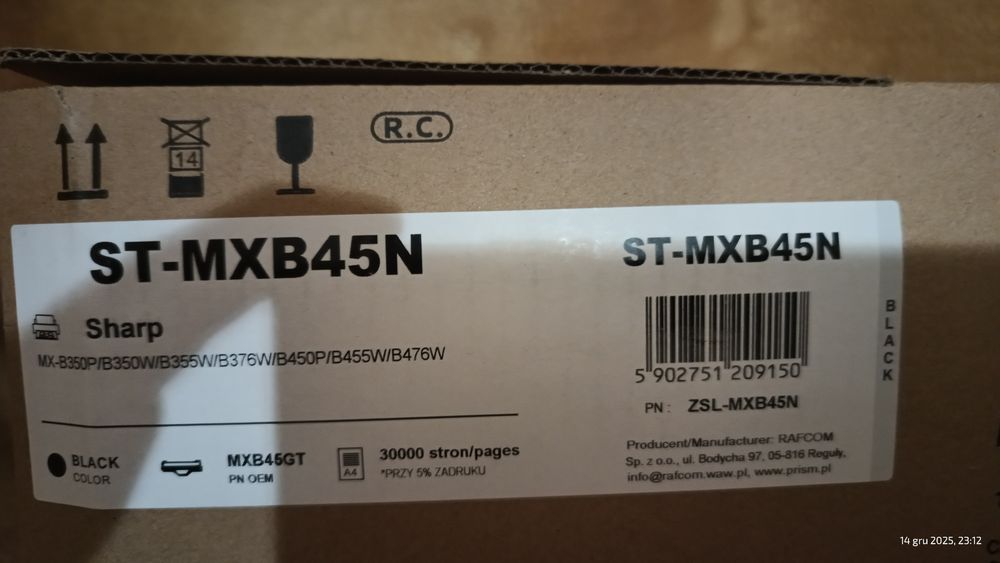 R.C.
14
ST-MXB45N
Sharp
MX-B350P/B350W/B355W/B376W/B450P/B455W/B476W
BLACK
COLOR
MXB45GT
PN OEM
A4
30000 stron/pages
*PRZY 5% ZADRUKU
ST-MXB45N
5 902751 209150
PN : ZSL-MXB45N
Producent/Manufacturer: RAFCOM
Sp. z o.o., ul. Bodycha 97, 05-816 Reguły,
info@rafcom.waw.pl, www.prism.pl
BLACK
14 gru 2025, 23:12